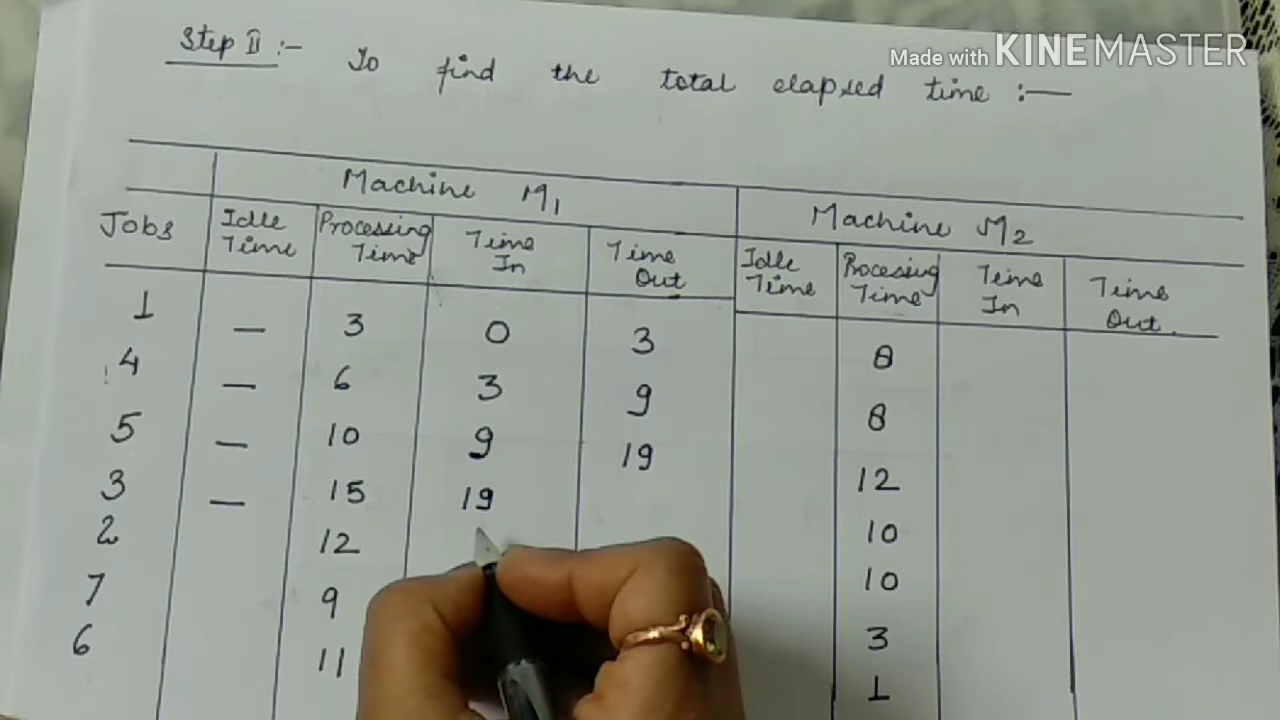 Made with KINEMASTER
Step II :- To find the total elapsed time :-
Machine M1 Machine M2
Jobs Idle Time Processing Time Time In Time Out Idle Time Processing Time Time In Time Out
1 — 3 0 3 8
4 — 6 3 9 8
5 — 10 9 19 12
3 — 15 19 10
2 12 10
7 9 3
6 11 1